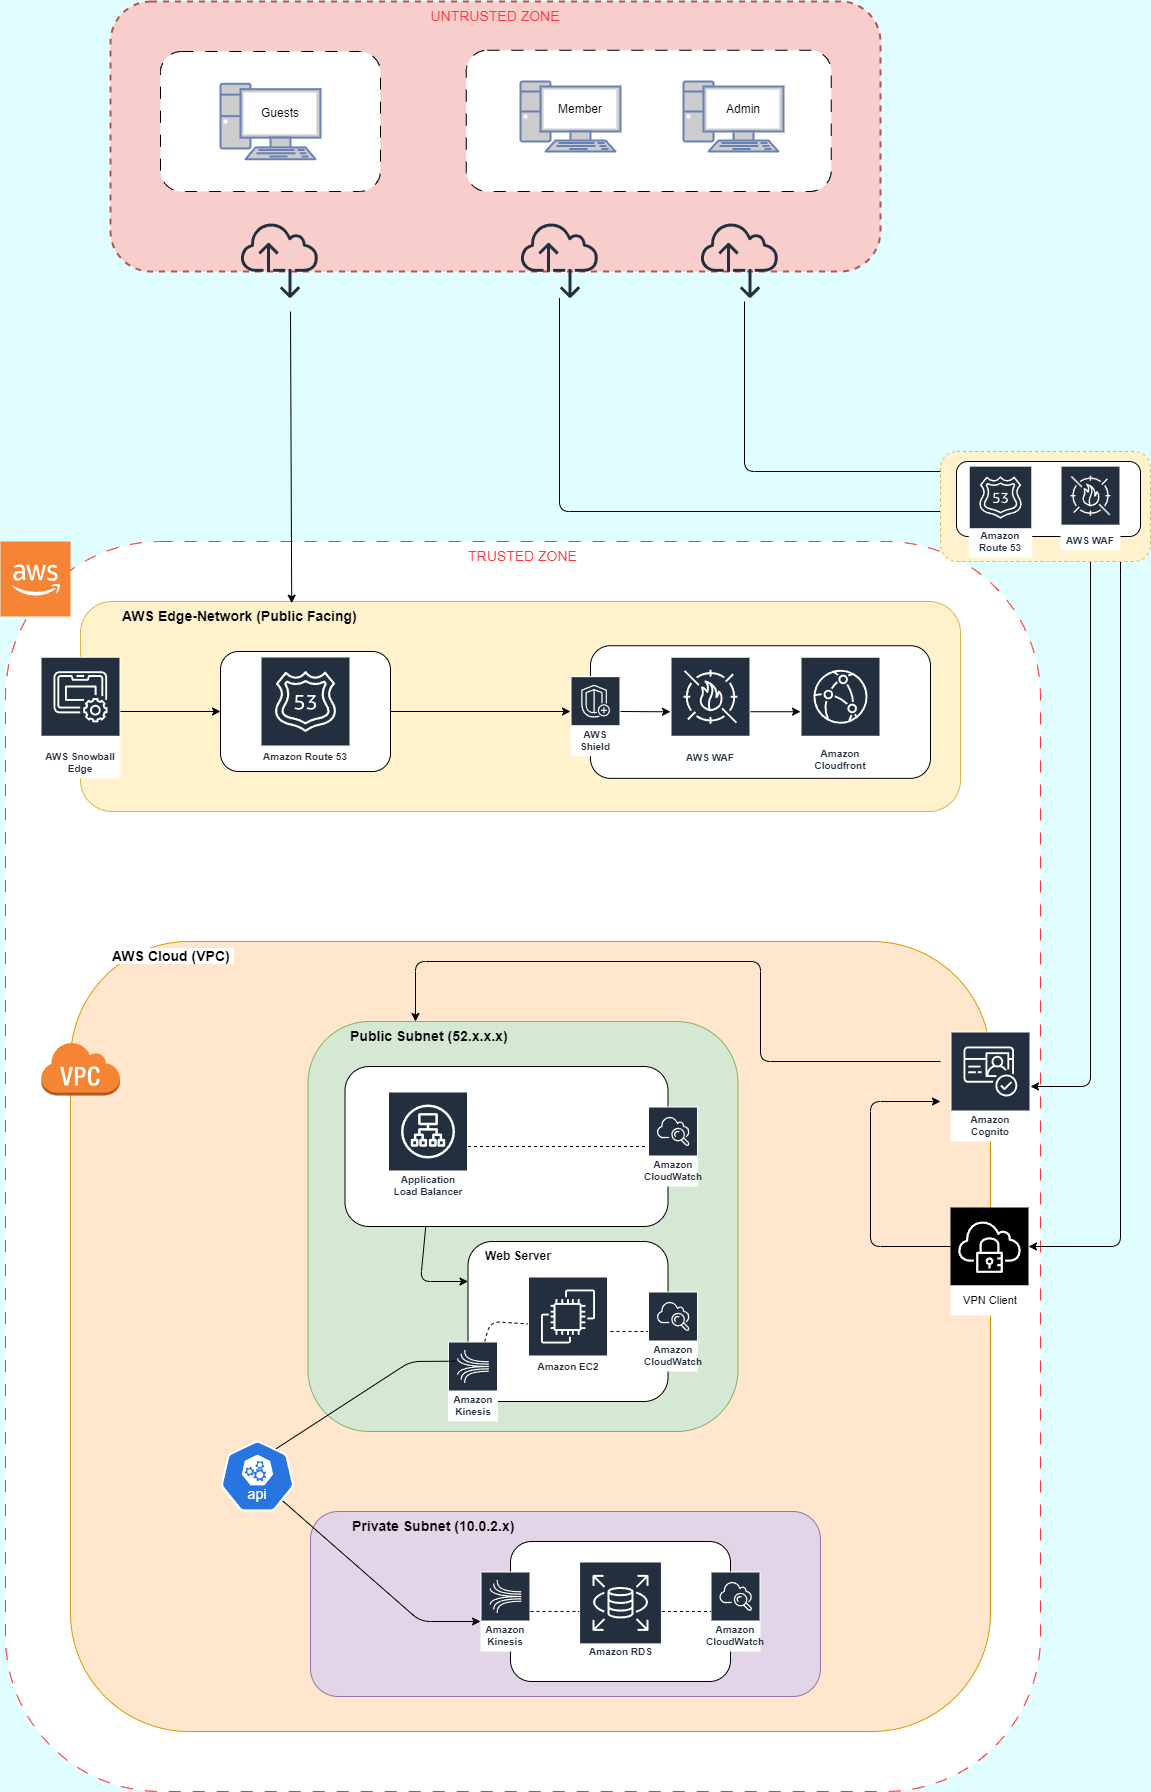 UNTRUSTED ZONE
Guests
Member
Admin
53
Amazon
Route 53
AWS WAF
aws
TRUSTED ZONE
AWS Edge-Network (Public Facing)
AWS Snowball
Edge
53
Amazon Route 53
AWS
Shield
AWS WAF
Amazon
Cloudfront
AWS Cloud (VPC)
VPC
Public Subnet (52.x.x.x)
Application
Load Balancer
Amazon
CloudWatch
Amazon
Cognito
Web Server
Amazon EC2
Amazon
CloudWatch
Amazon
Kinesis
VPN Client
api
Private Subnet (10.0.2.x)
Amazon
Kinesis
Amazon RDS
Amazon
CloudWatch